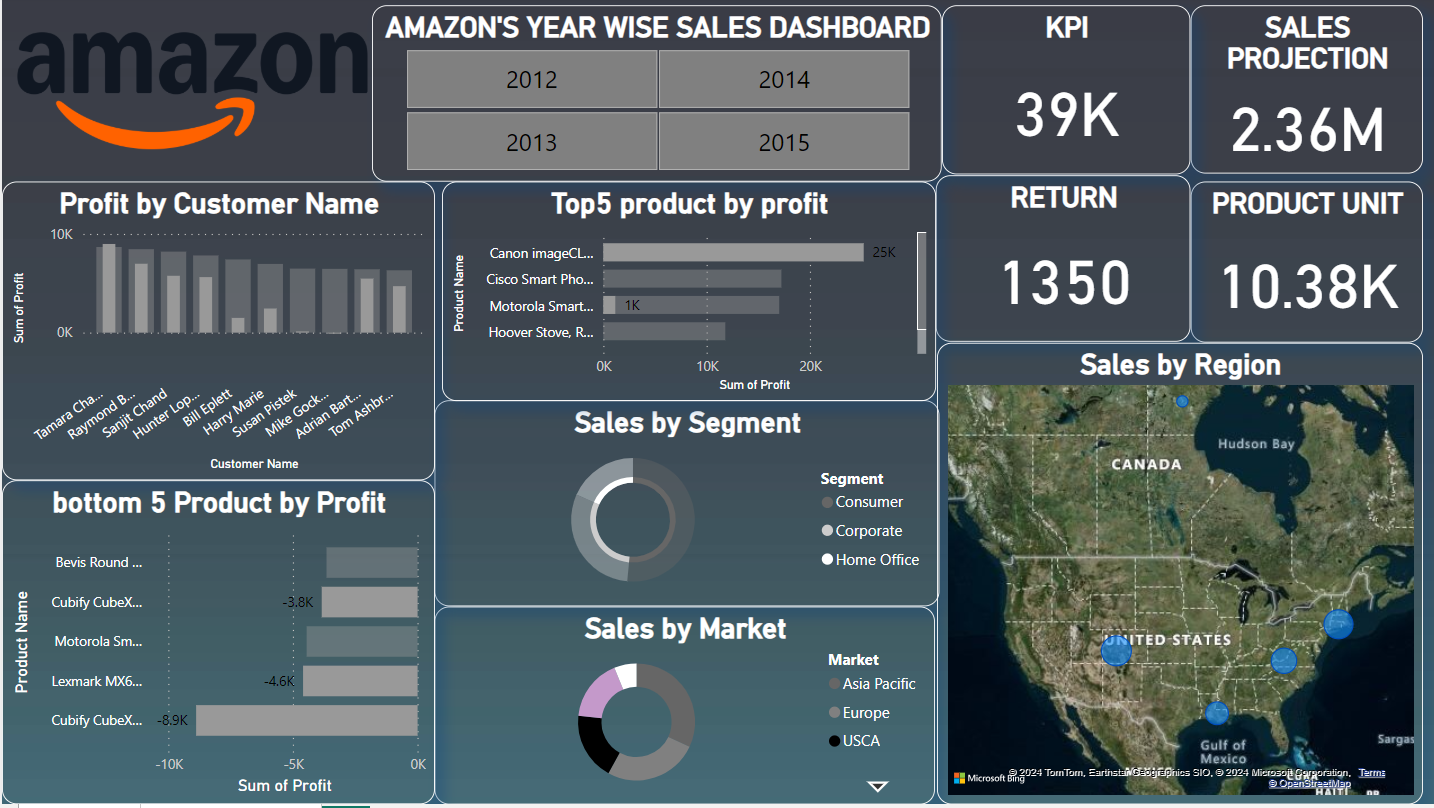 amazon
AMAZON'S YEAR WISE SALES DASHBOARD
2012
2014
2013
2015
KPI
39K
SALES
PROJECTION
2.36M
RETURN
1350
PRODUCT UNIT
10.38K
Profit by Customer Name
10K
0K
Sum of Profit
Tamara Cha...
Raymond B...
Sanjit Chand
Hunter Lop...
Bill Eplett
Harry Marie
Susan Pistek
Mike Gock...
Adrian Bart...
Tom Ashbr...
Customer Name
Top5 product by profit
Product Name
Canon imageCL...
25K
Cisco Smart Pho...
Motorola Smart...
1K
Hoover Stove, R...
0K
10K
20K
Sum of Profit
Sales by Segment
Segment
Consumer
Corporate
Home Office
bottom 5 Product by Profit
Product Name
Bevis Round ...
Cubify CubeX...
-3.8K
Motorola Sm...
Lexmark MX6...
-4.6K
Cubify CubeX...
-8.9K
-10K
-5K
0K
Sum of Profit
Sales by Market
Market
Asia Pacific
Europe
USCA
Sales by Region
Hudson Bay
CANADA
UNITED STATES
Gulf of
Mexico
Sargas
MEXICO
CUBA
HAITI
Microsoft Bing
© 2024 TomTom, Earthstar Geographics SIO, © 2024 Microsoft Corporation,
Terms
© OpenStreetMap